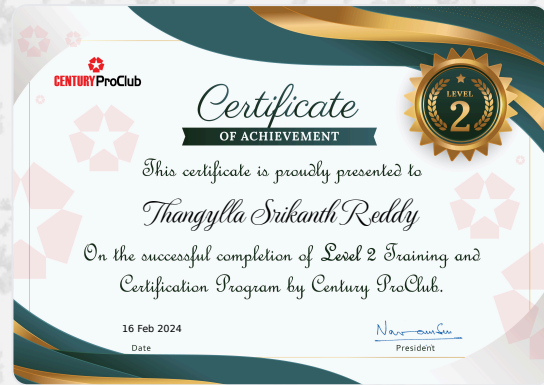 CENTURY ProClub
LEVEL
2
Certificate
OF ACHIEVEMENT
This certificate is proudly presented to
Thangylla Srikanth Reddy
On the successful completion of Level 2 Training and
Certification Program by Century ProClub.
16 Feb 2024
Date
President